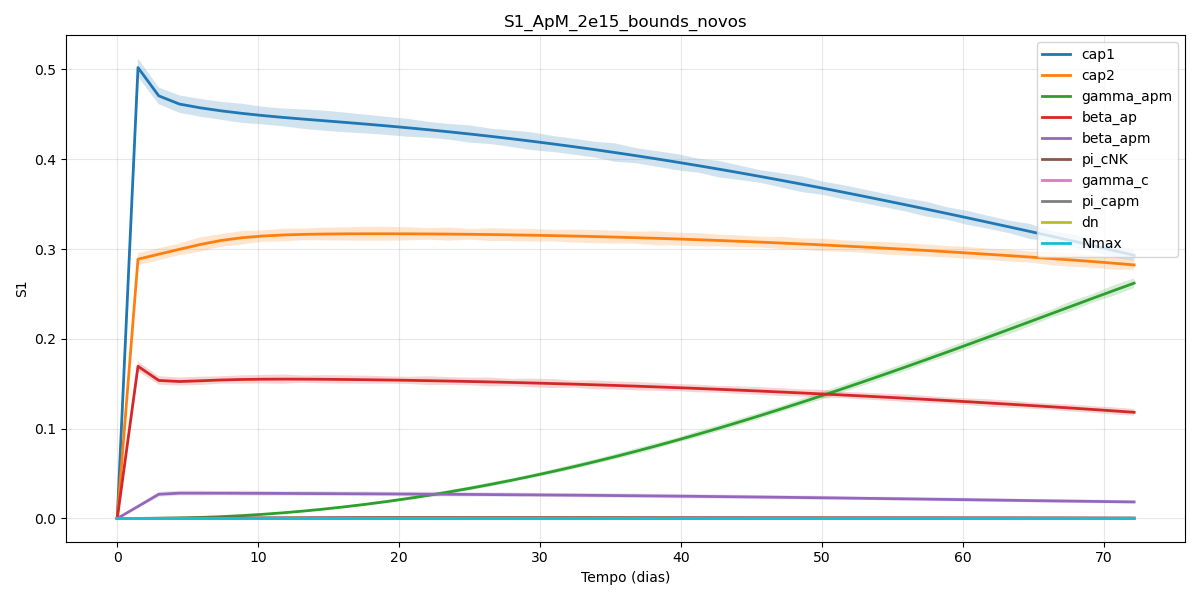 S1_ApM_2e15_bounds_novos
cap1
cap2
gamma_apm
beta_ap
beta_apm
pi_cNK
gamma_c
pi_capm
dn
Nmax
S1
0.5
0.4
0.3
0.2
0.1
0.0
0 10 20 30 40 50 60 70
Tempo (dias)